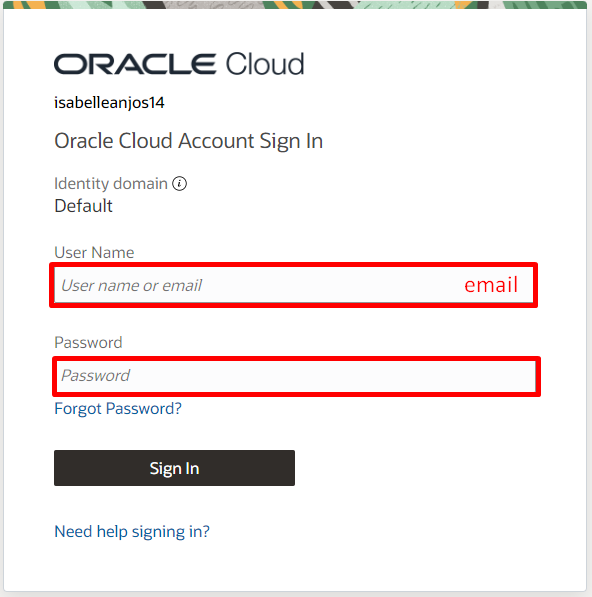 ORACLE Cloud
isabelleanjos14
Oracle Cloud Account Sign In
Identity domain
Default
User Name
User name or email email
Password
Password
Forgot Password?
Sign In
Need help signing in?